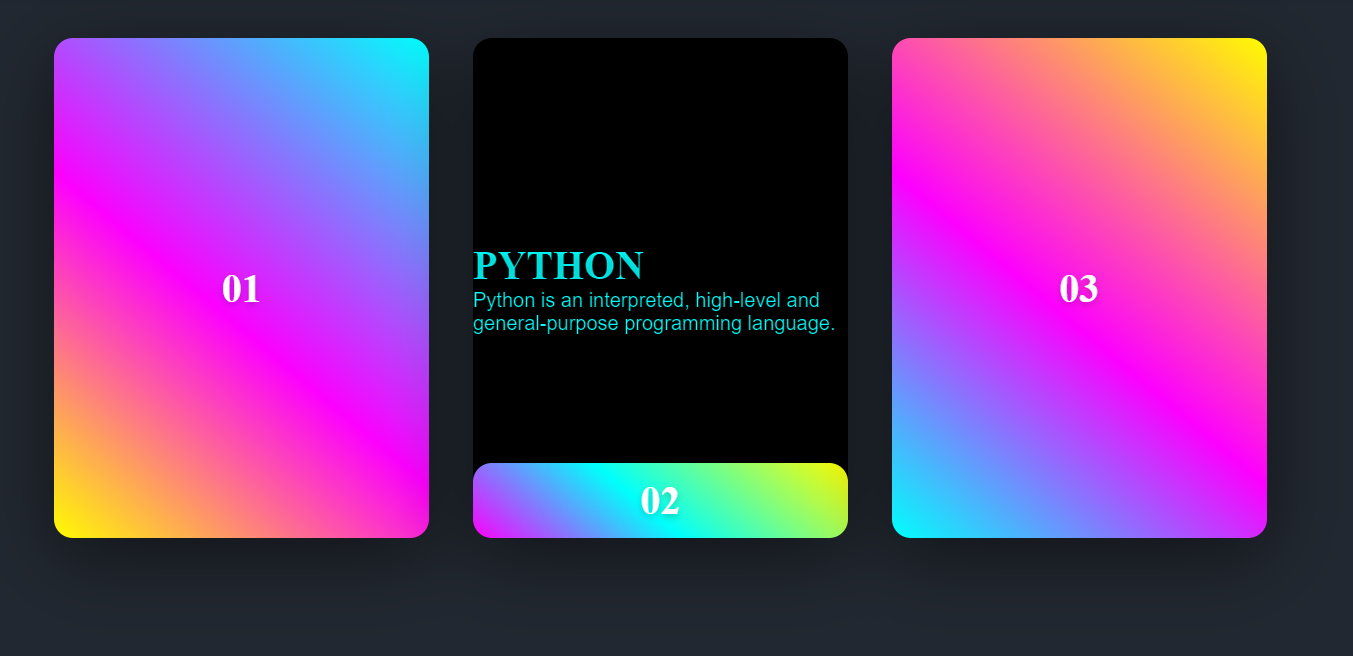 01
PYTHON
Python is an interpreted, high-level and
general-purpose programming language.
02
03